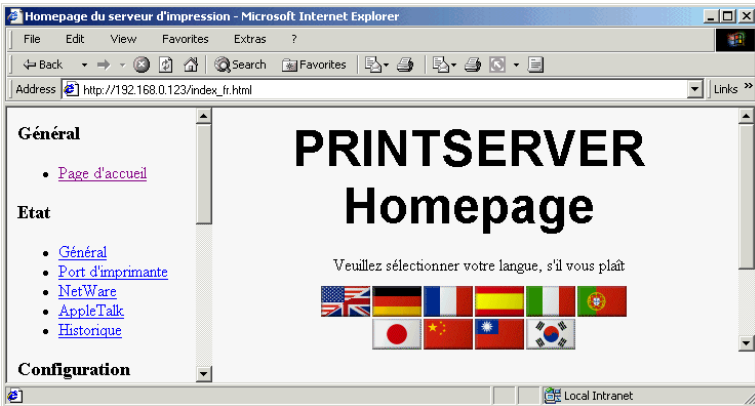 Homepage du serveur d'impression - Microsoft Internet Explorer
File Edit View Favorites Extras ?
Back Search Favorites
Address http://192.168.0.123/index_fr.html Links »
Général
Page d'accueil
Etat
Général
Port d'imprimante
NetWare
AppleTalk
Historique
Configuration
PRINTSERVER
Homepage
Veuillez sélectionner votre langue, s'il vous plaît
Local Intranet